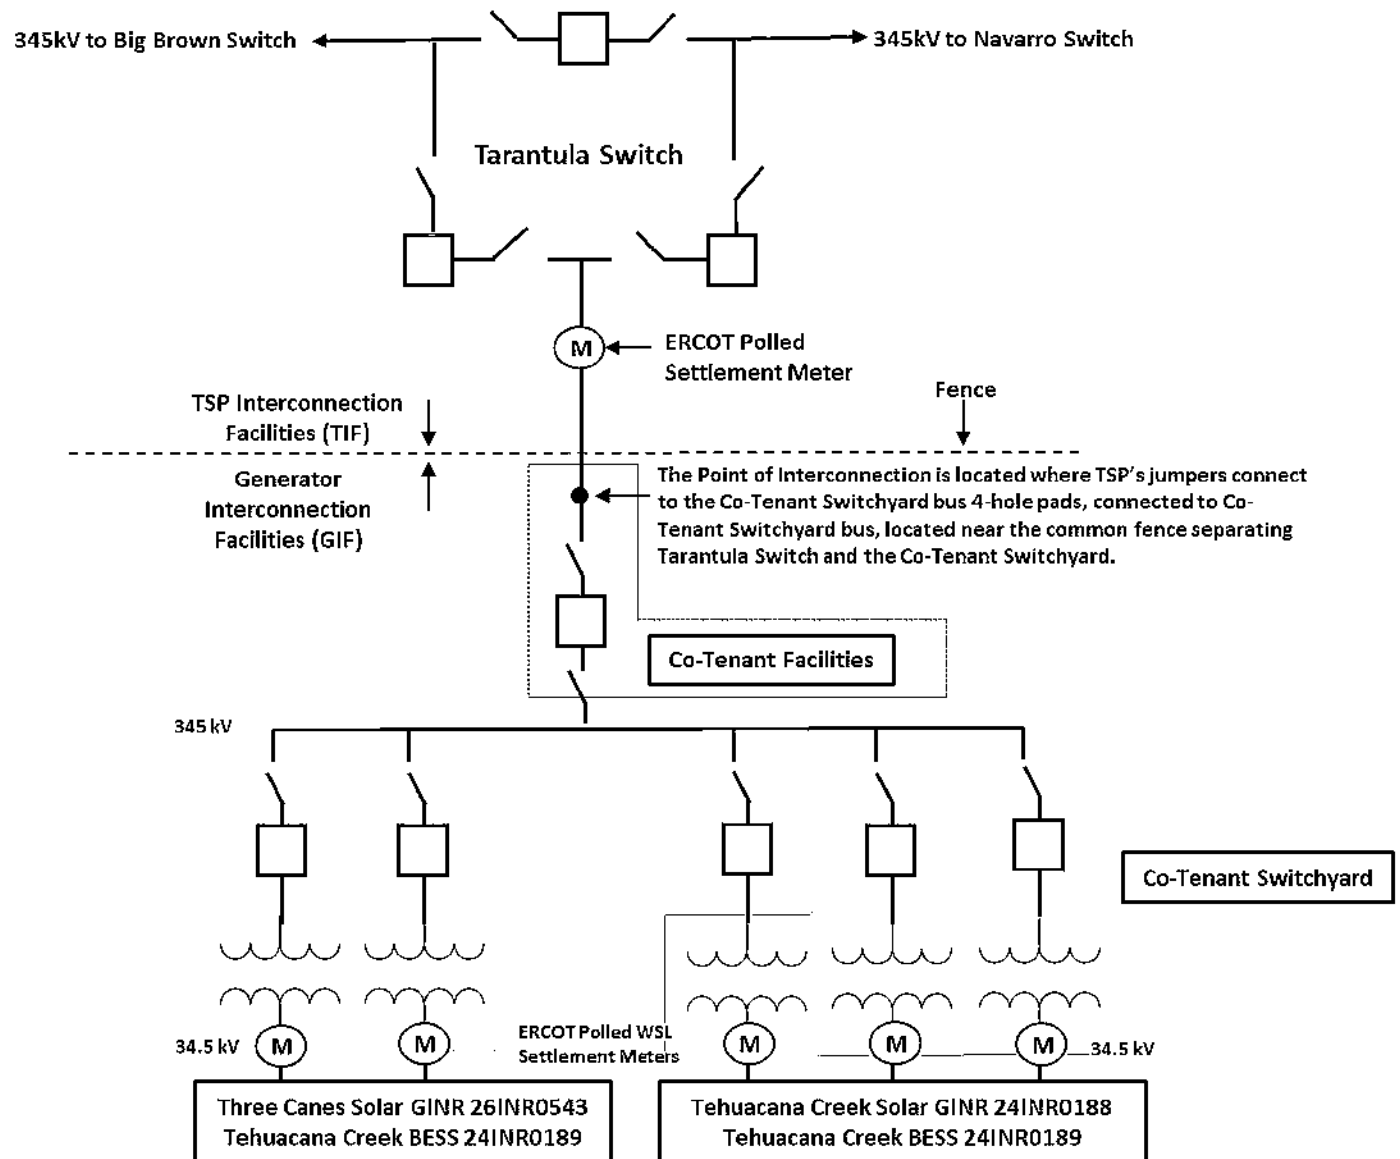 345kV to Big Brown Switch
345kV to Navarro Switch
Tarantula Switch
M
ERCOT Polled
Settlement Meter
TSP Interconnection
Facilities (TIF)
Fence
Generator
Interconnection
Facilities (GIF)
The Point of Interconnection is located where TSP's jumpers connect
to the Co-Tenant Switchyard bus 4-hole pads, connected to Co-
Tenant Switchyard bus, located near the common fence separating
Tarantula Switch and the Co-Tenant Switchyard.
Co-Tenant Facilities
345 kV
Co-Tenant Switchyard
34.5 kV
M
M
ERCOT Polled WSL
Settlement Meters
M
M
M
34.5 kV
Three Canes Solar GINR 26INR0543
Tehuacana Creek BESS 24INR0189
Tehuacana Creek Solar GINR 24INR0188
Tehuacana Creek BESS 24INR0189